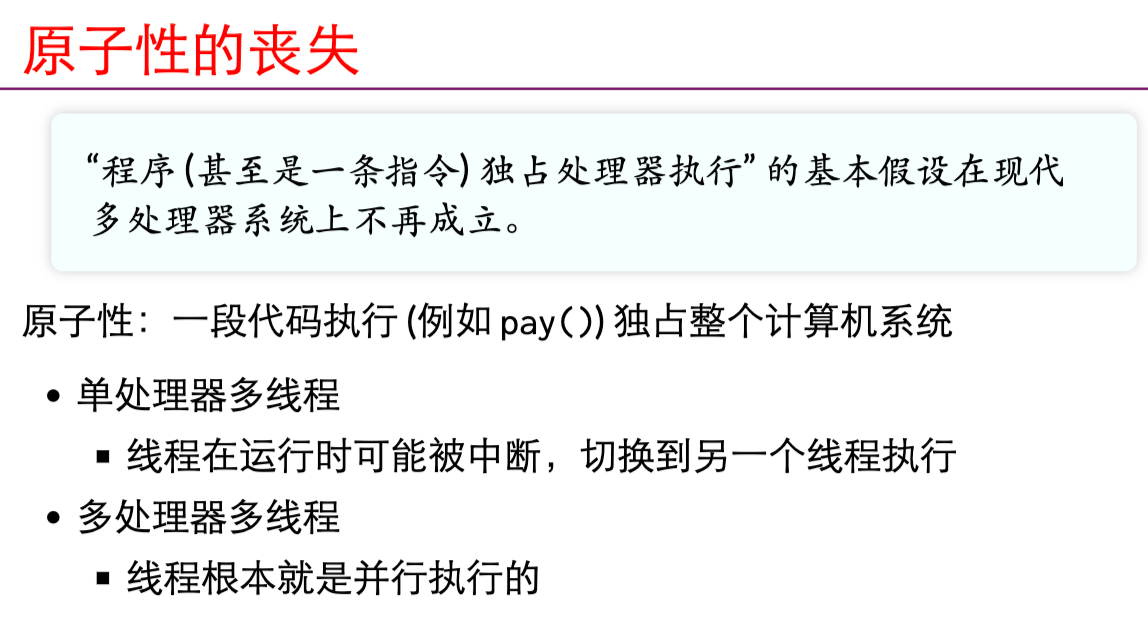 原子性的丧失
“程序 (甚至是一条指令) 独占处理器执行” 的基本假设在现代
多处理器系统上不再成立。
原子性：一段代码执行 (例如 pay()) 独占整个计算机系统
• 单处理器多线程
▪ 线程在运行时可能被中断，切换到另一个线程执行
• 多处理器多线程
▪ 线程根本就是并行执行的